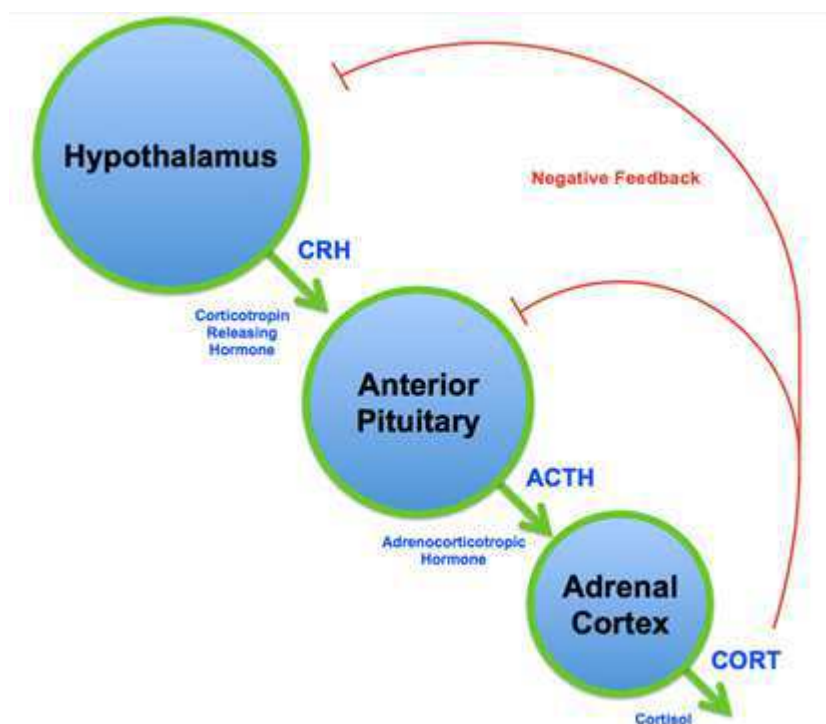 Hypothalamus
Negative Feedback
CRH
Corticotropin
Releasing
Hormone
Anterior
Pituitary
ACTH
Adrenocorticotropic
Hormone
Adrenal
Cortex
CORT
Cortisol